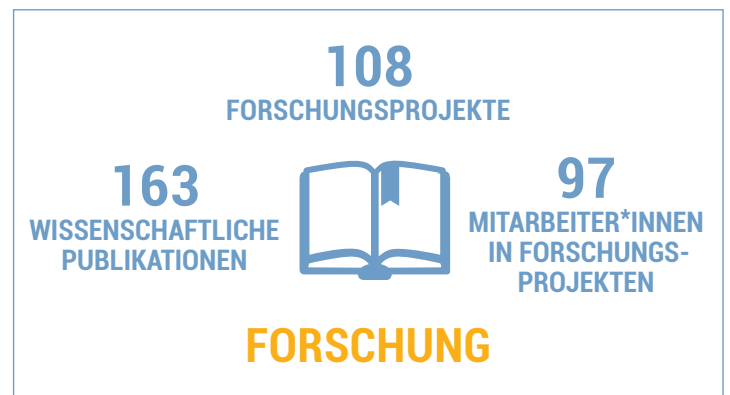 108
FORSCHUNGSPROJEKTE
163
WISSENSCHAFTLICHE
PUBLIKATIONEN
97
MITARBEITER*INNEN
IN FORSCHUNGS-
PROJEKTEN
FORSCHUNG